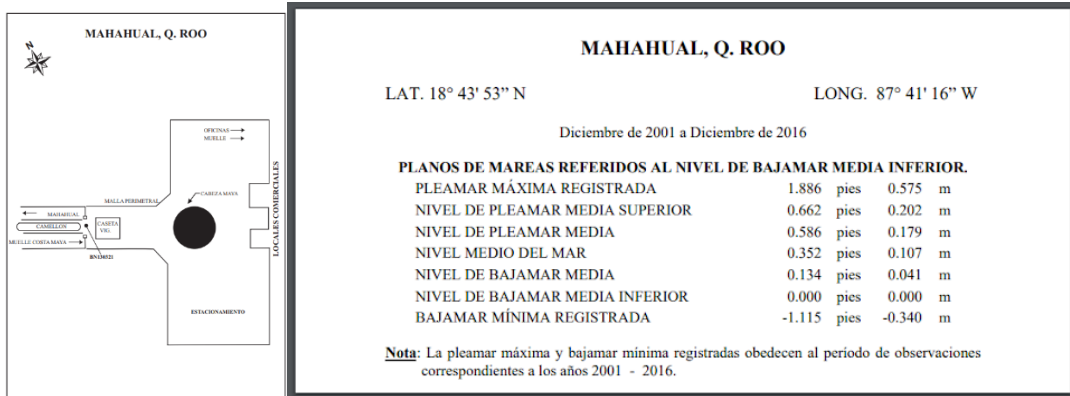 MAHAHUAL, Q. ROO
N
OFICINAS
MUELLE
CABEZA MAYA
MALLA PERIMETRAL
MAHAHUAL
CAMELLON
CASETA
VIG.
MUELLE COSTA MAYA
BN130521
LOCALES COMERCIALES
ESTACIONAMIENTO
MAHAHUAL, Q. ROO
LAT. 18° 43' 53” N LONG. 87° 41' 16” W
Diciembre de 2001 a Diciembre de 2016
PLANOS DE MAREAS REFERIDOS AL NIVEL DE BAJAMAR MEDIA INFERIOR.
PLEAMAR MÁXIMA REGISTRADA 1.886 pies 0.575 m
NIVEL DE PLEAMAR MEDIA SUPERIOR 0.662 pies 0.202 m
NIVEL DE PLEAMAR MEDIA 0.586 pies 0.179 m
NIVEL MEDIO DEL MAR 0.352 pies 0.107 m
NIVEL DE BAJAMAR MEDIA 0.134 pies 0.041 m
NIVEL DE BAJAMAR MEDIA INFERIOR 0.000 pies 0.000 m
BAJAMAR MÍNIMA REGISTRADA -1.115 pies -0.340 m
Nota: La pleamar máxima y bajamar mínima registradas obedecen al período de observaciones
correspondientes a los años 2001 - 2016.